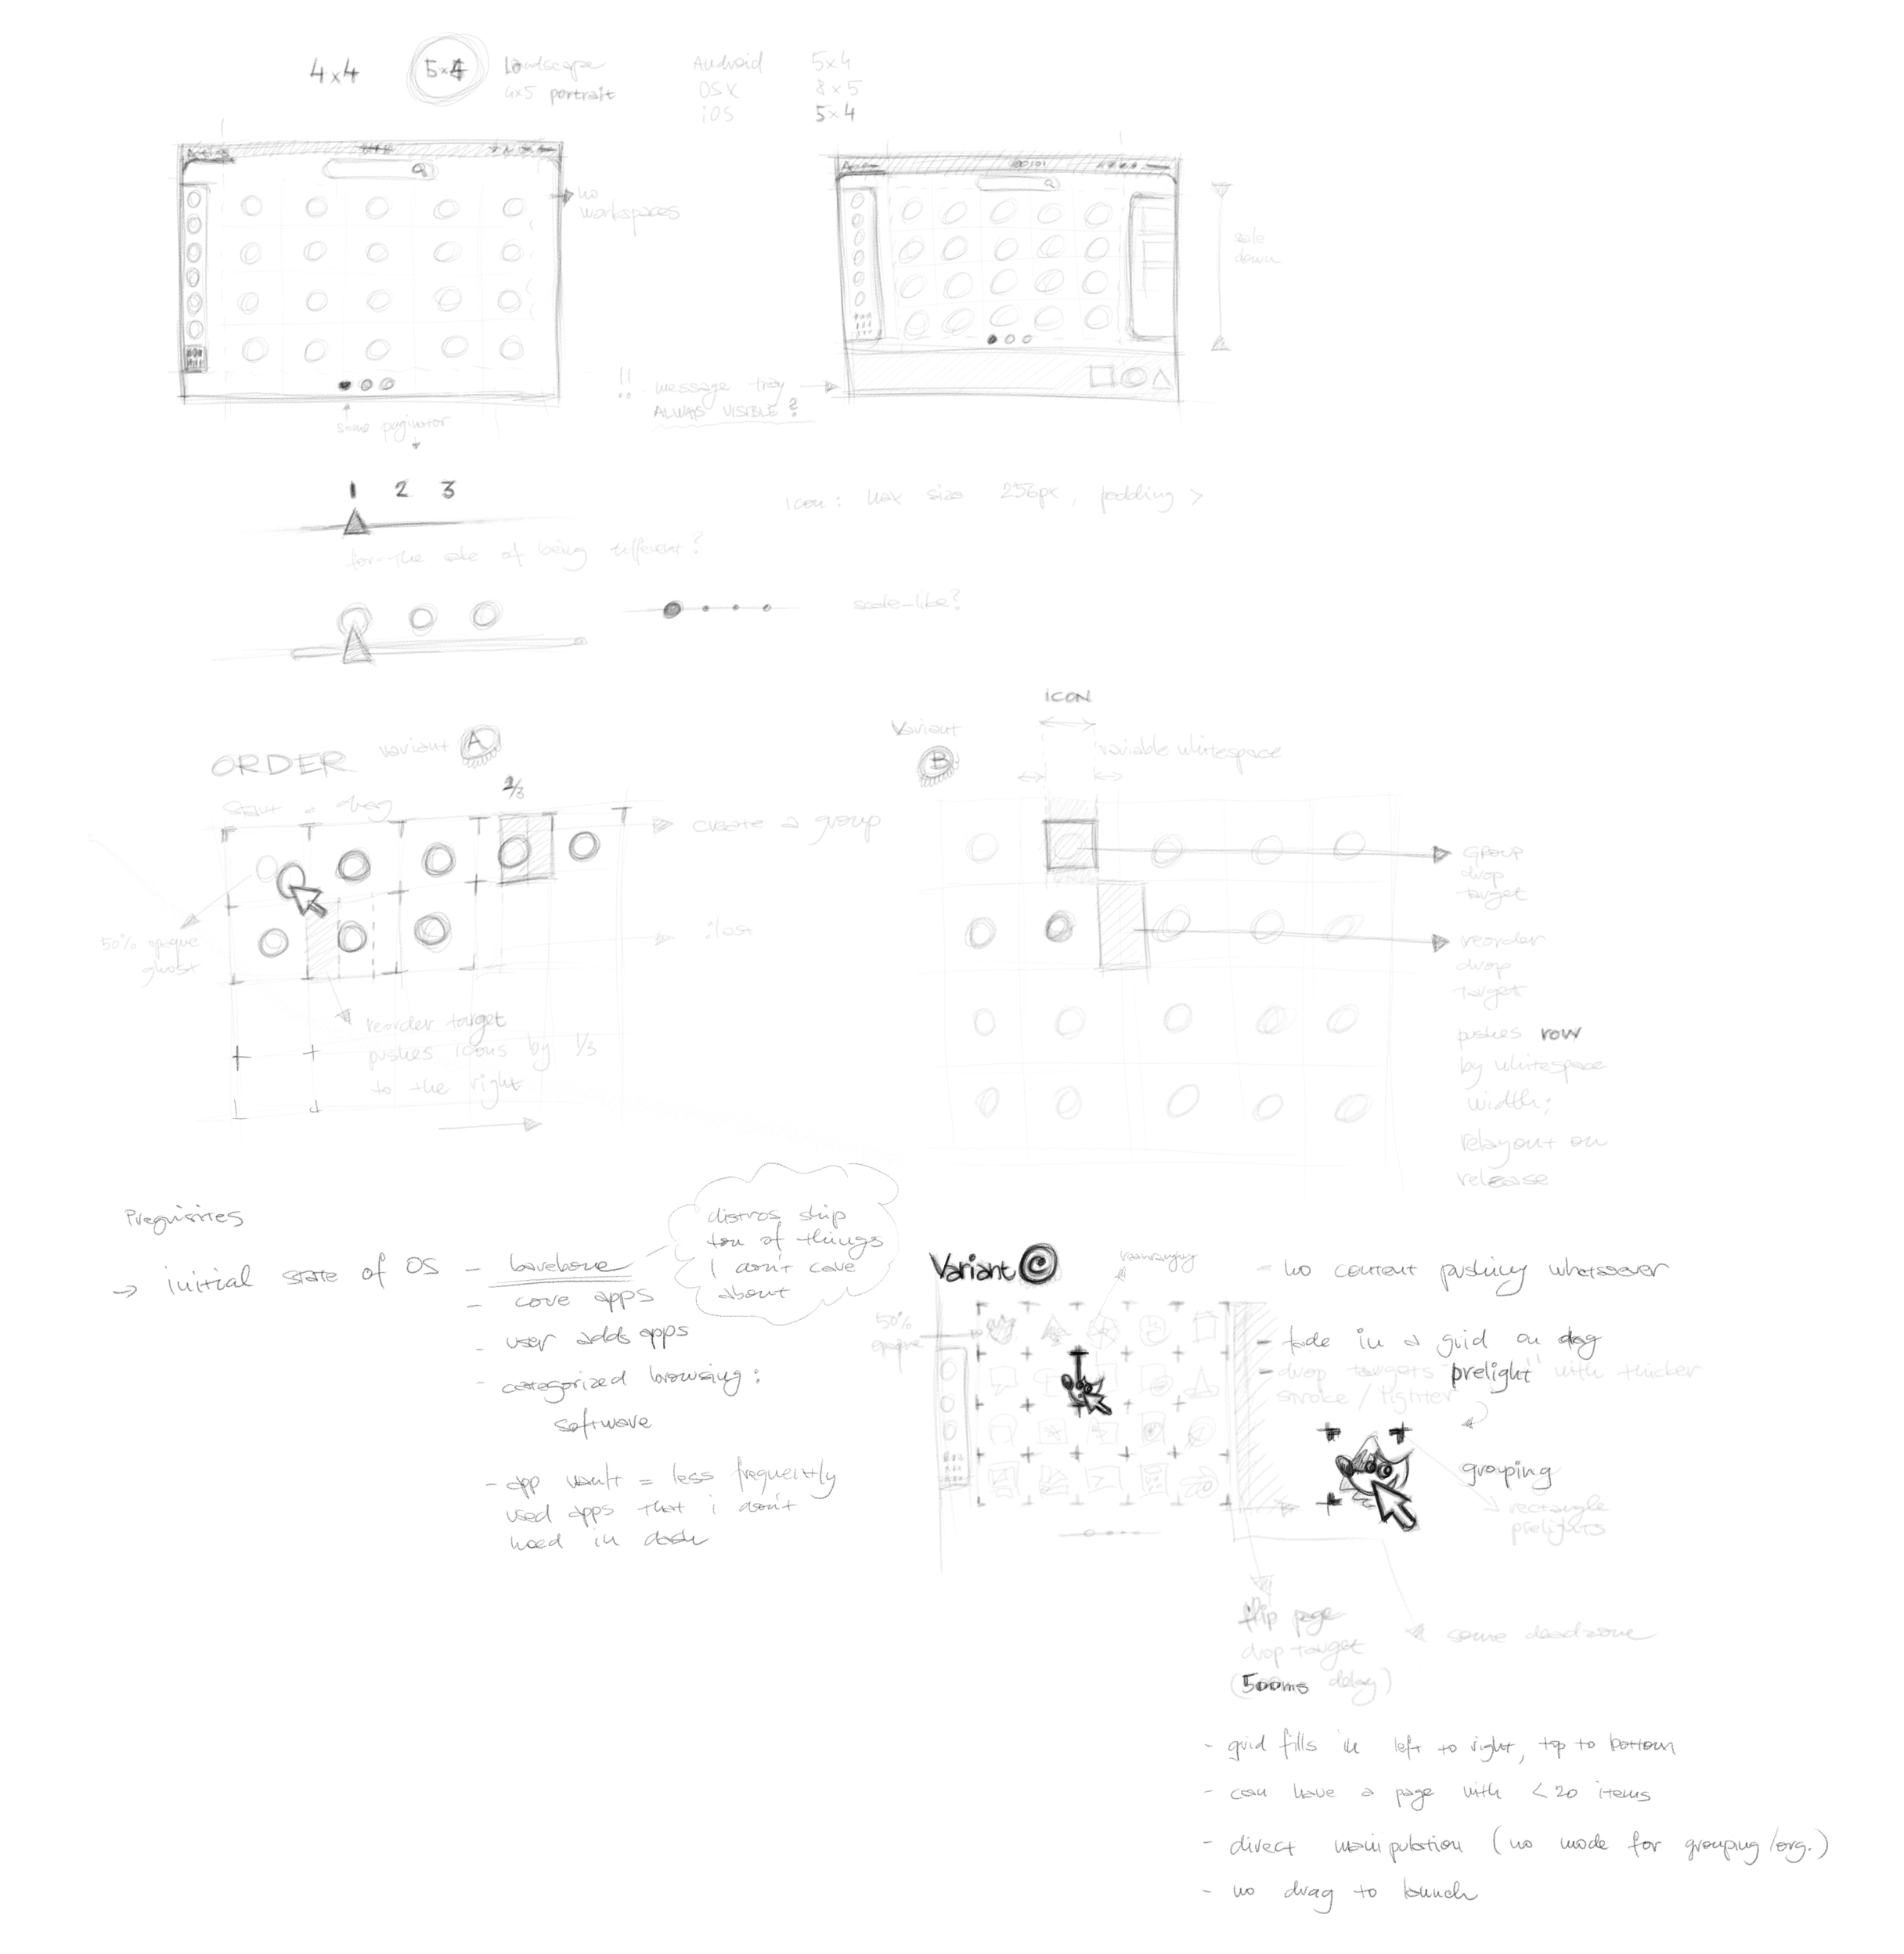 4x4
5x4
Landscape
4x5 portrait
Android 5x4
OSX 8x5
iOS 5x4
no
workspaces
scale
down
!! message tray
ALWAYS VISIBLE?
some paginator
1 2 3
icon: max size 256px, padding >
for the sake of being different?
scale-like?
ORDER
variant A
start a drag
1/3
create a group
50% opaque
ghost
:last
reorder target
pushes icons by 1/3
to the right
Variant
B
ICON
variable whitespace
group
drop
target
reorder
drop
target
pushes row
by whitespace
width;
relayout on
release
Prequisites
→ initial state of OS - barebone
- core apps
- user adds apps
- categorized browsing:
software
- app vault = less frequently
used apps that i don't
need in dash
distros ship
ton of things
I don't care
about
Variant C
rearranging
50%
opaque
- no content pushing whatsoever
- fade in a grid on drag
- drop targets "prelight" with thicker
stroke / lighter
grouping
rectangle
prelights
flip page
drop target
(500ms delay)
some deadzone
- grid fills in left to right, top to bottom
- can have a page with <20 items
- direct manipulation (no mode for grouping/org.)
- no drag to launch